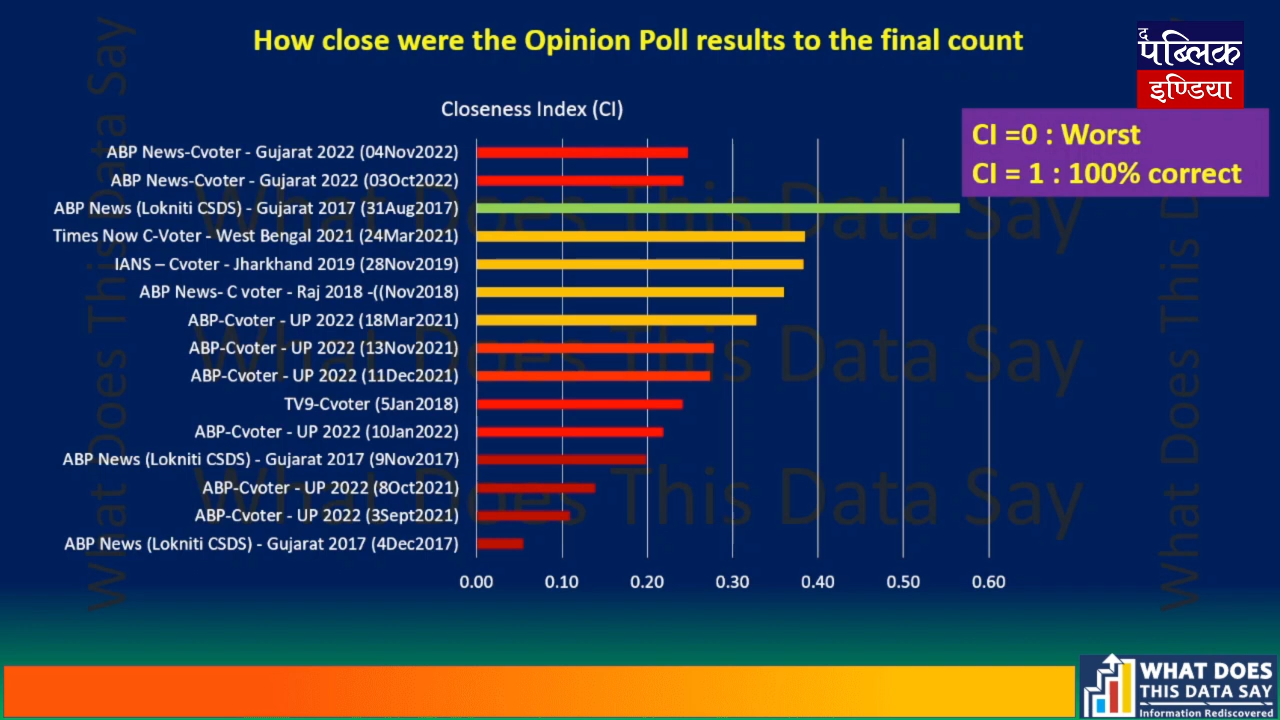 How close were the Opinion Poll results to the final count
द
पब्लिक
इण्डिया
Closeness Index (CI)
CI =0 : Worst
CI = 1 : 100% correct
ABP News-Cvoter - Gujarat 2022 (04Nov2022)
ABP News-Cvoter - Gujarat 2022 (03Oct2022)
ABP News (Lokniti CSDS) - Gujarat 2017 (31Aug2017)
Times Now C-Voter - West Bengal 2021 (24Mar2021)
IANS – Cvoter - Jharkhand 2019 (28Nov2019)
ABP News- C voter - Raj 2018 -((Nov2018)
ABP-Cvoter - UP 2022 (18Mar2021)
ABP-Cvoter - UP 2022 (13Nov2021)
ABP-Cvoter - UP 2022 (11Dec2021)
TV9-Cvoter (5Jan2018)
ABP-Cvoter - UP 2022 (10Jan2022)
ABP News (Lokniti CSDS) - Gujarat 2017 (9Nov2017)
ABP-Cvoter - UP 2022 (8Oct2021)
ABP-Cvoter - UP 2022 (3Sept2021)
ABP News (Lokniti CSDS) - Gujarat 2017 (4Dec2017)
0.00 0.10 0.20 0.30 0.40 0.50 0.60
What Does This Data Say
What Does This Data Say
What Does This Data Say
What Does This Data Say
What Does This D
WHAT DOES
THIS DATA SAY
Information Rediscovered